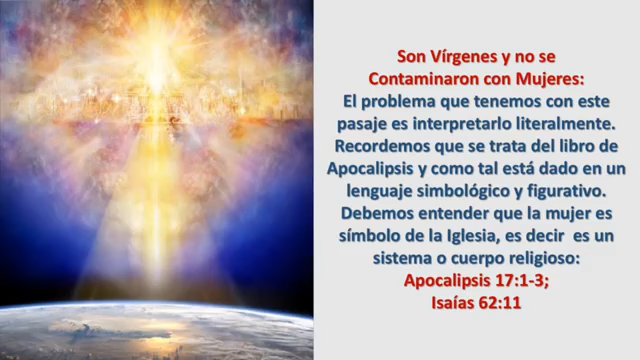 Son Vírgenes y no se
Contaminaron con Mujeres:
El problema que tenemos con este
pasaje es interpretarlo literalmente.
Recordemos que se trata del libro de
Apocalipsis y como tal está dado en un
lenguaje simbológico y figurativo.
Debemos entender que la mujer es
símbolo de la Iglesia, es decir es un
sistema o cuerpo religioso:
Apocalipsis 17:1-3;
Isaías 62:11